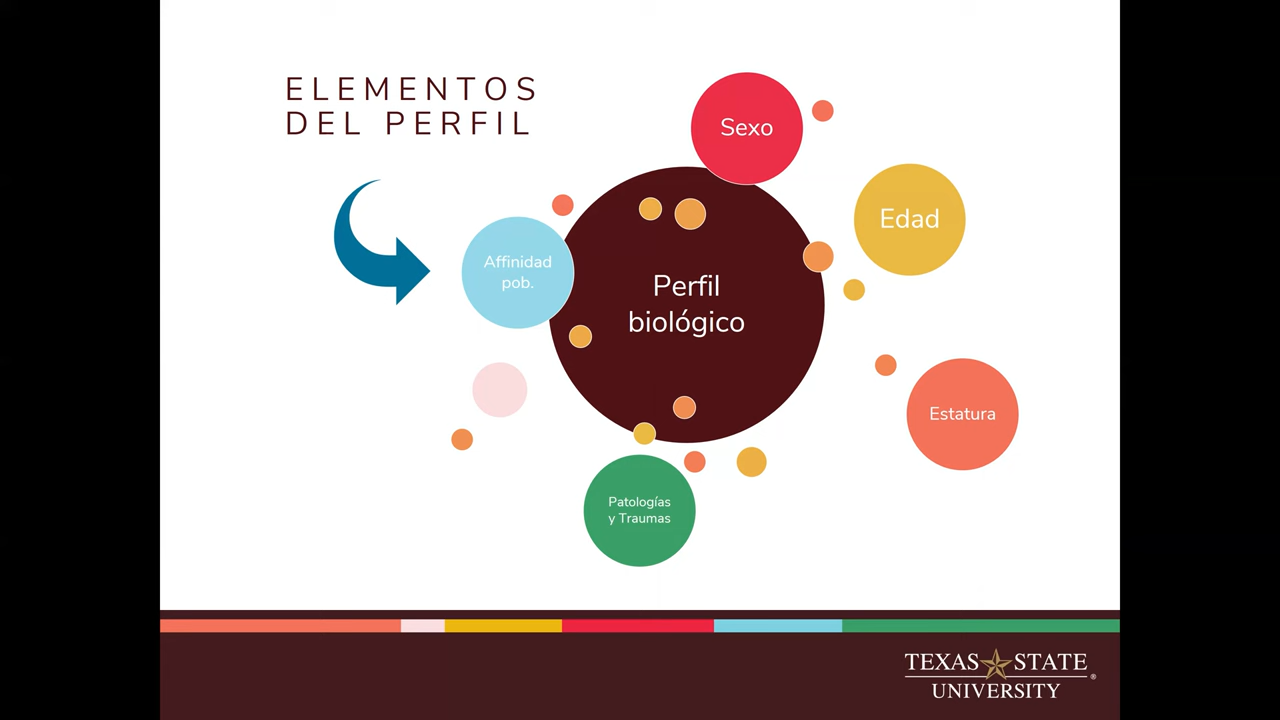 ELEMENTOS
DEL PERFIL
Sexo
Edad
Affinidad
pob.
Perfil
biológico
Estatura
Patologías
y Traumas
TEXAS STATE
UNIVERSITY
®